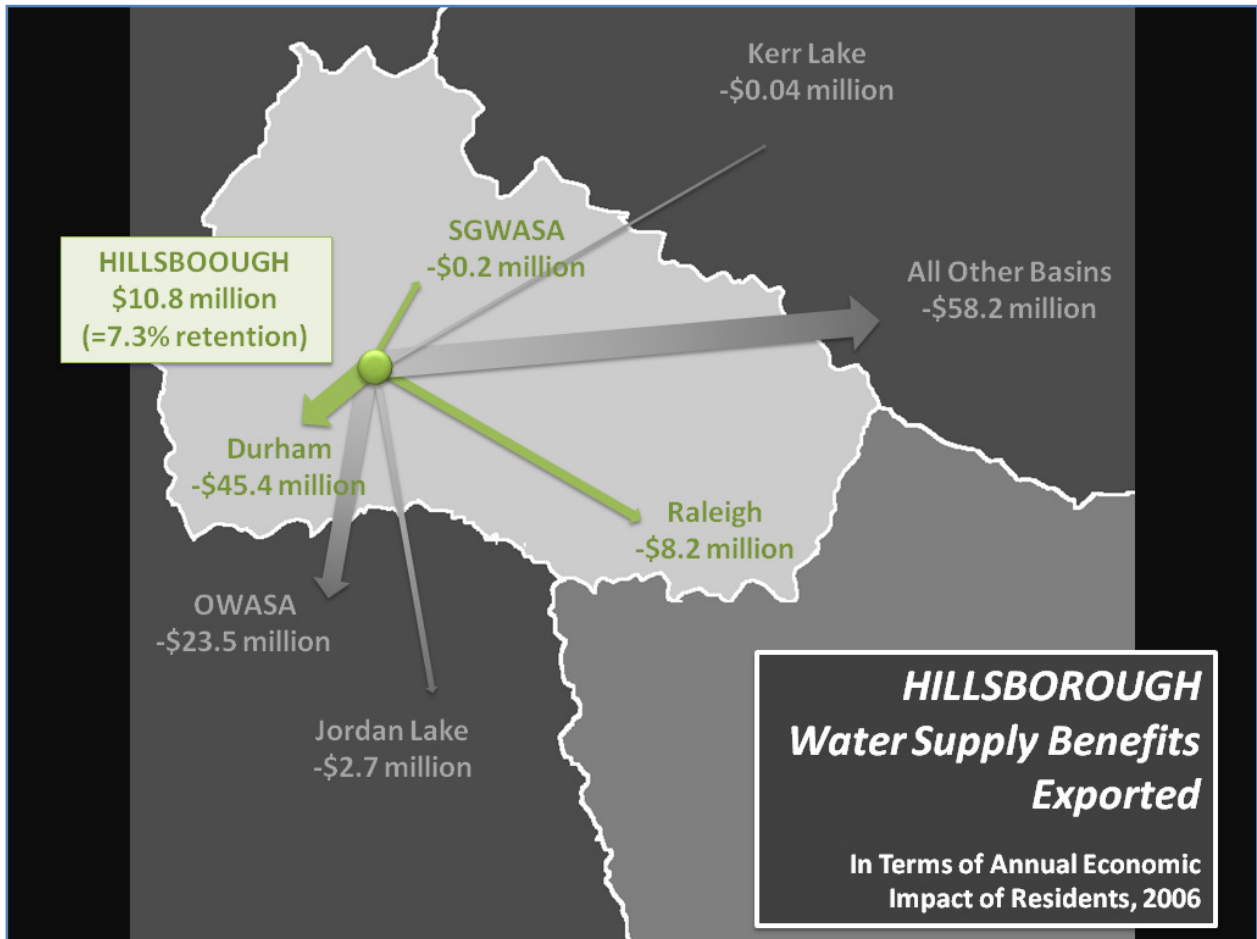 Kerr Lake
-$0.04 million
SGWASA
-$0.2 million
HILLSBOOUGH
$10.8 million
(=7.3% retention)
All Other Basins
-$58.2 million
Durham
-$45.4 million
Raleigh
-$8.2 million
OWASA
-$23.5 million
Jordan Lake
-$2.7 million
HILLSBOROUGH
Water Supply Benefits
Exported
In Terms of Annual Economic
Impact of Residents, 2006